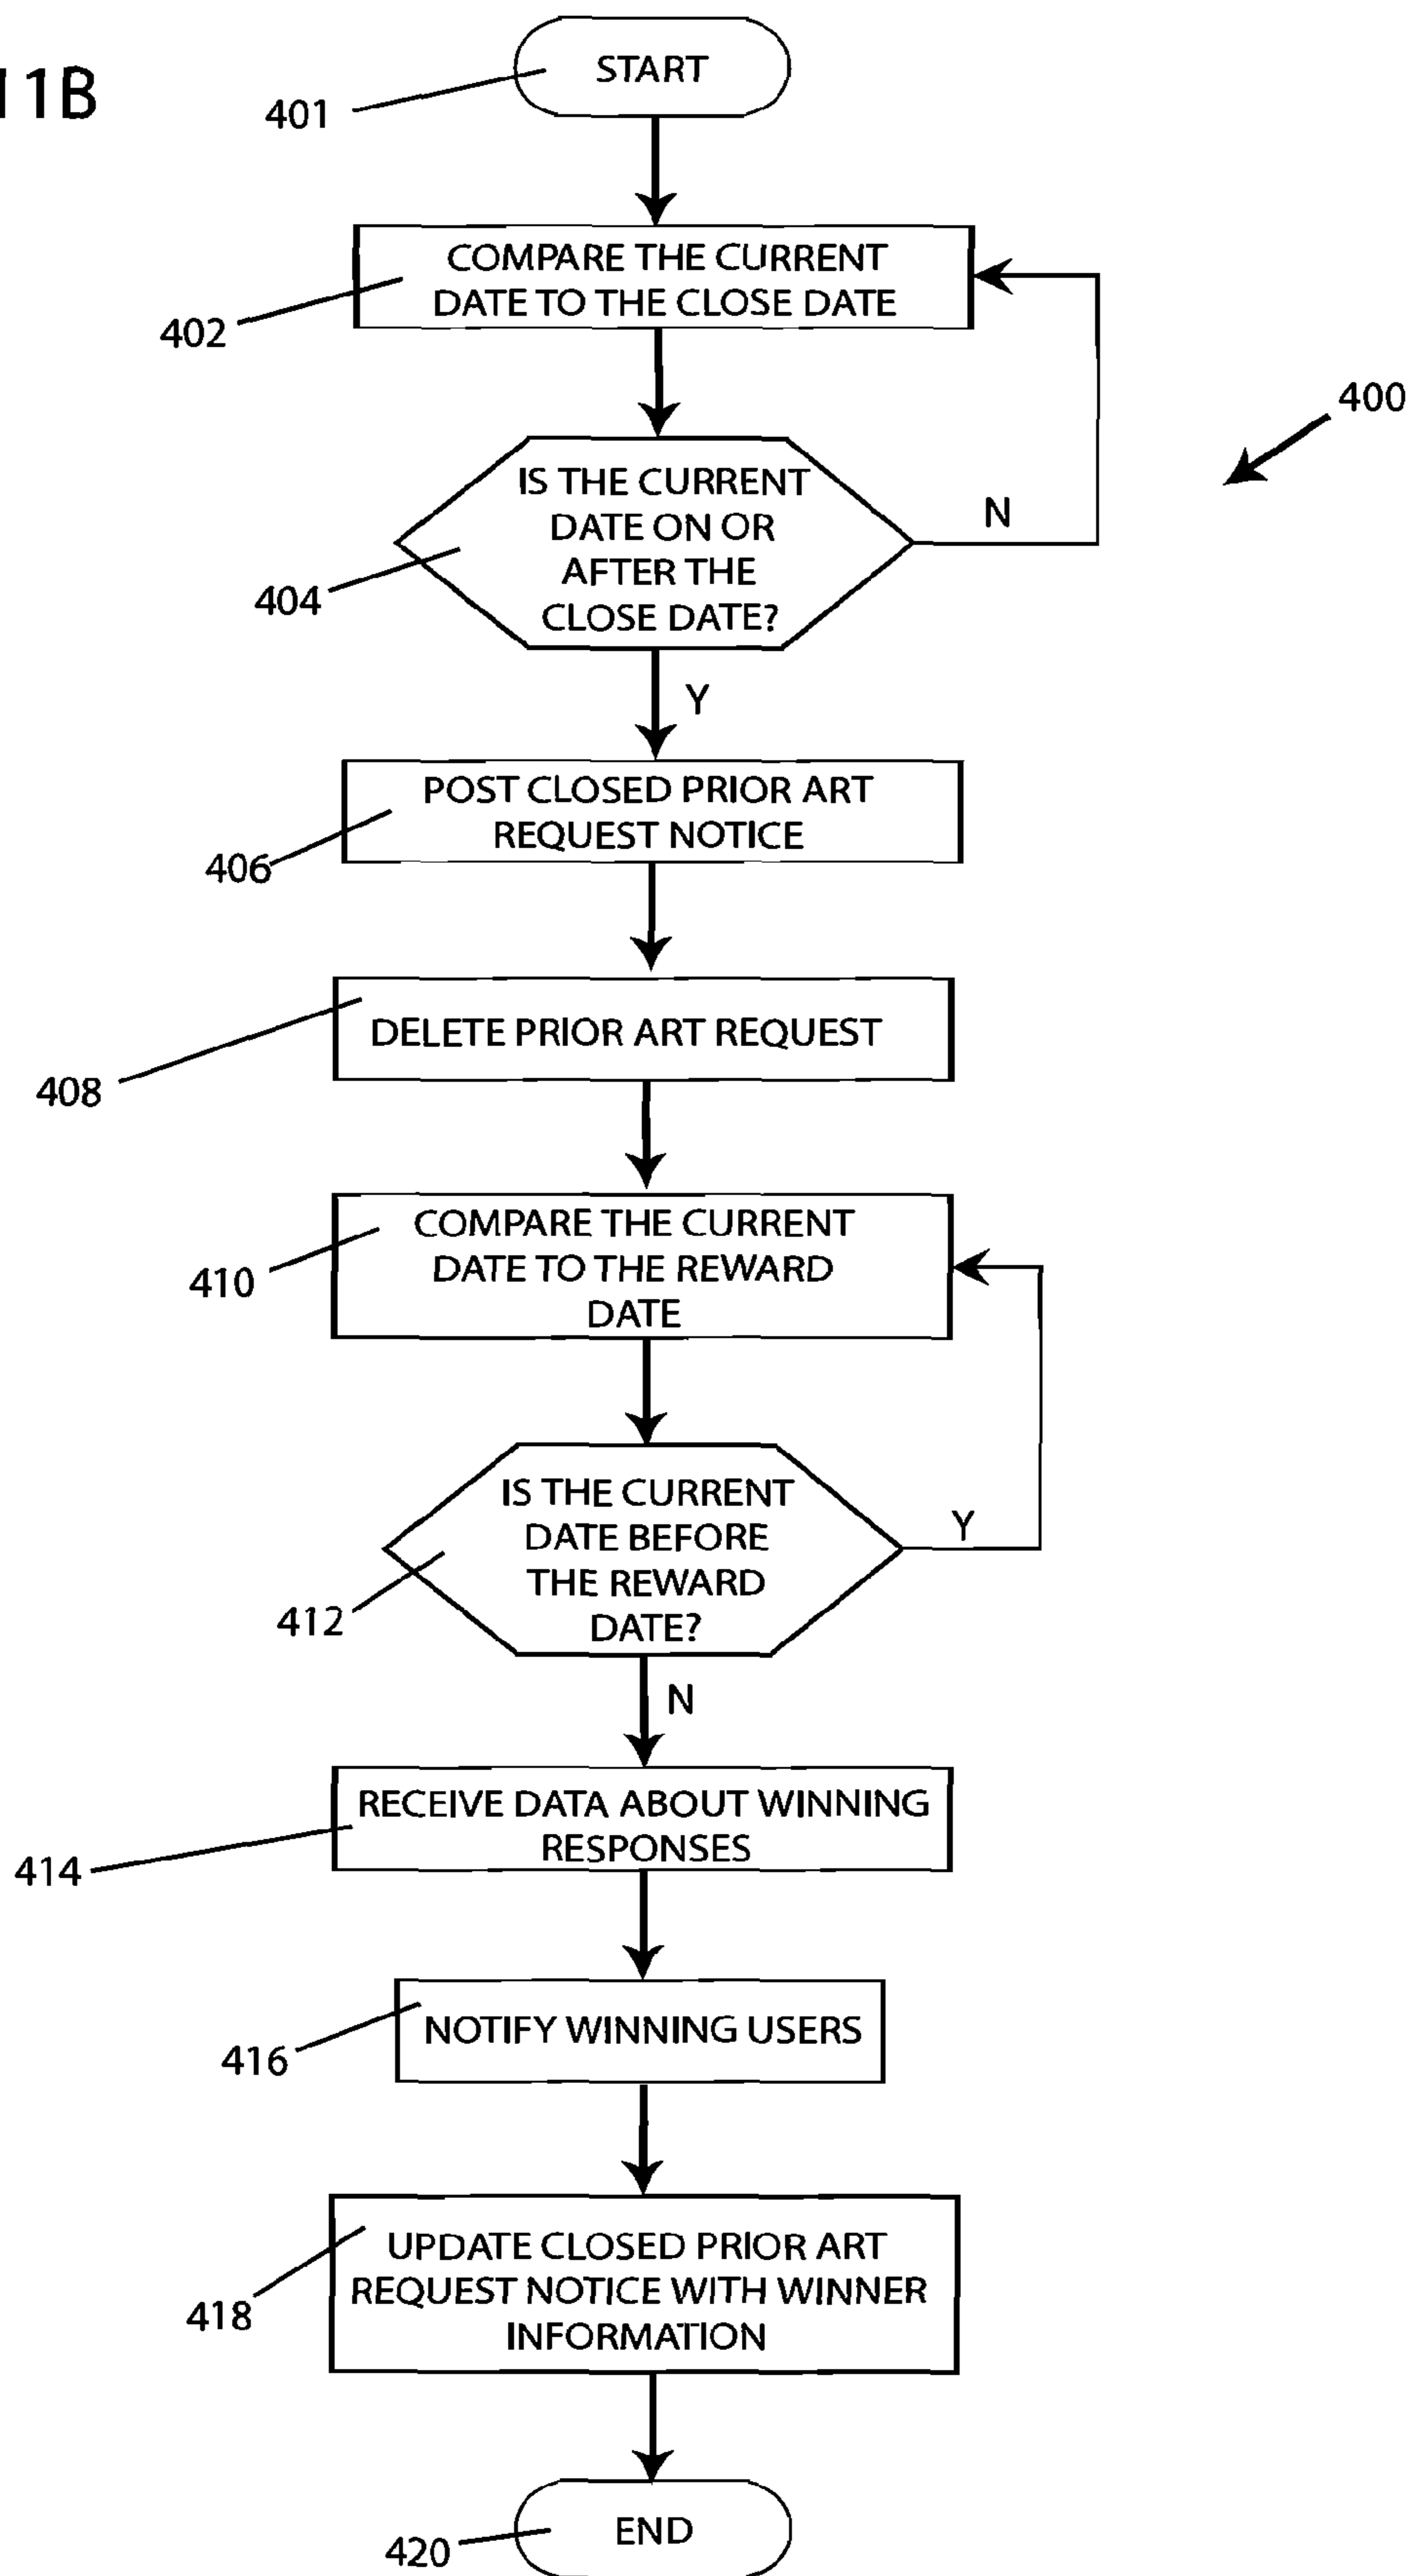 11B
START
401
COMPARE THE CURRENT
DATE TO THE CLOSE DATE
402
400
IS THE CURRENT
DATE ON OR
AFTER THE
CLOSE DATE?
N
404
Y
POST CLOSED PRIOR ART
REQUEST NOTICE
406
DELETE PRIOR ART REQUEST
408
COMPARE THE CURRENT
DATE TO THE REWARD
DATE
410
IS THE CURRENT
DATE BEFORE
THE REWARD
DATE?
Y
412
N
RECEIVE DATA ABOUT WINNING
RESPONSES
414
NOTIFY WINNING USERS
416
UPDATE CLOSED PRIOR ART
REQUEST NOTICE WITH WINNER
INFORMATION
418
END
420